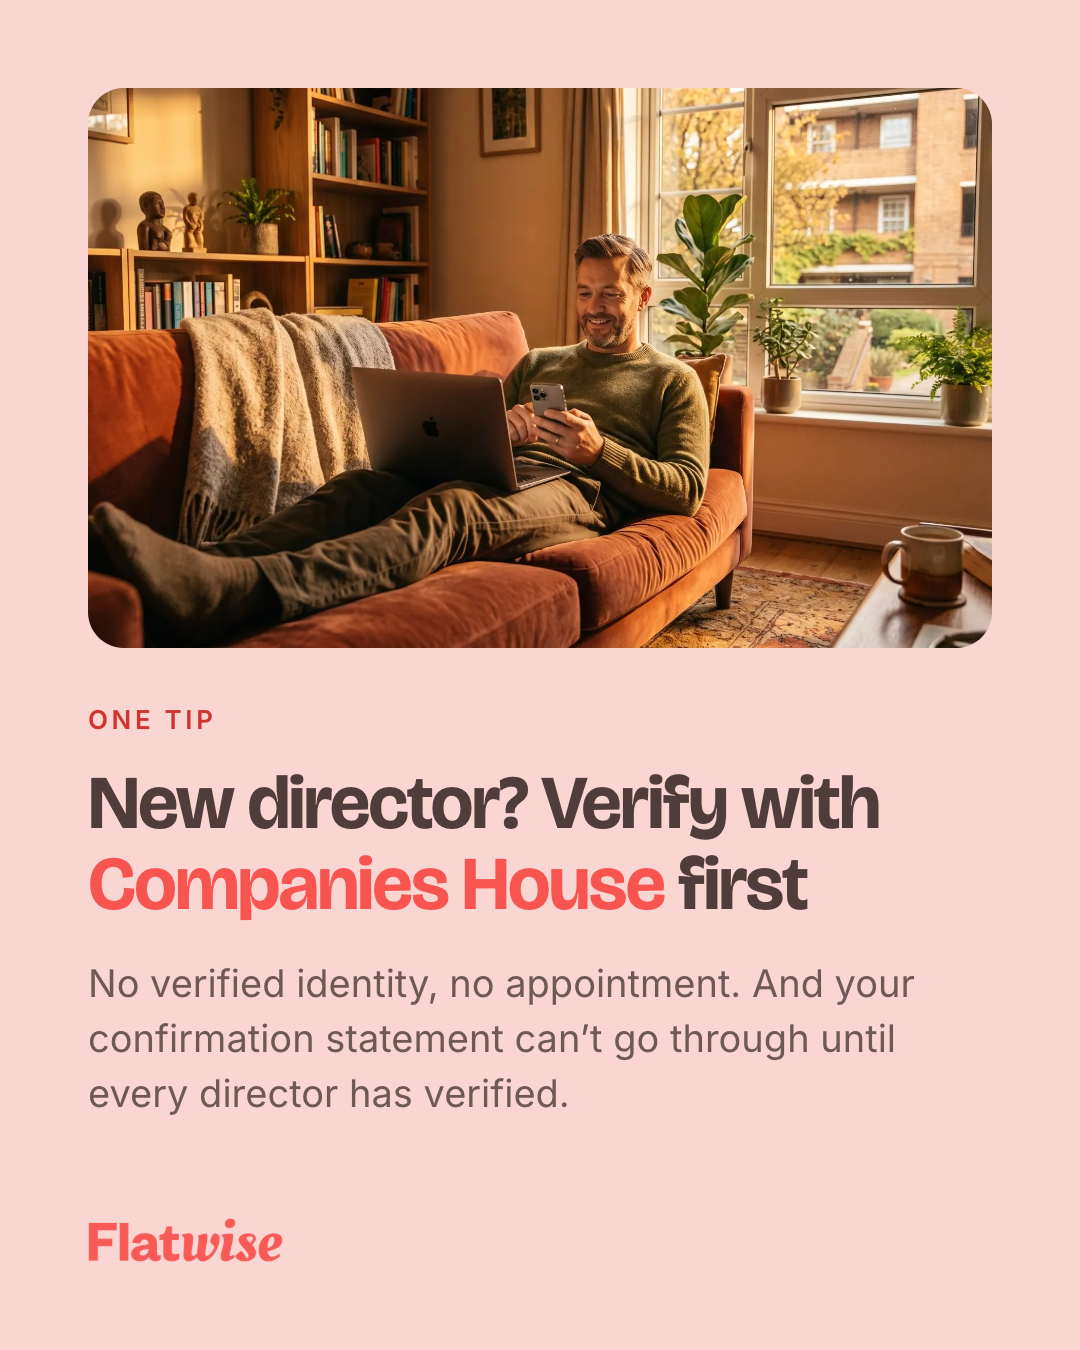 ONE TIP
New director? Verify with
Companies House first
No verified identity, no appointment. And your
confirmation statement can’t go through until
every director has verified.
Flatwise